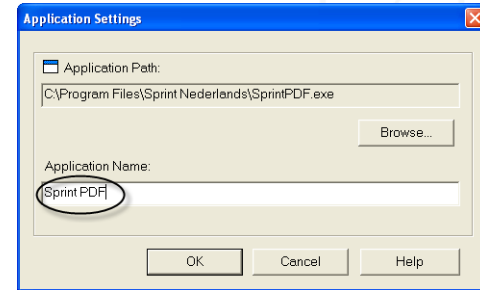 Application Settings
Application Path:
C:\Program Files\Sprint Nederlands\SprintPDF.exe
Browse...
Application Name:
Sprint PDF
OK Cancel Help